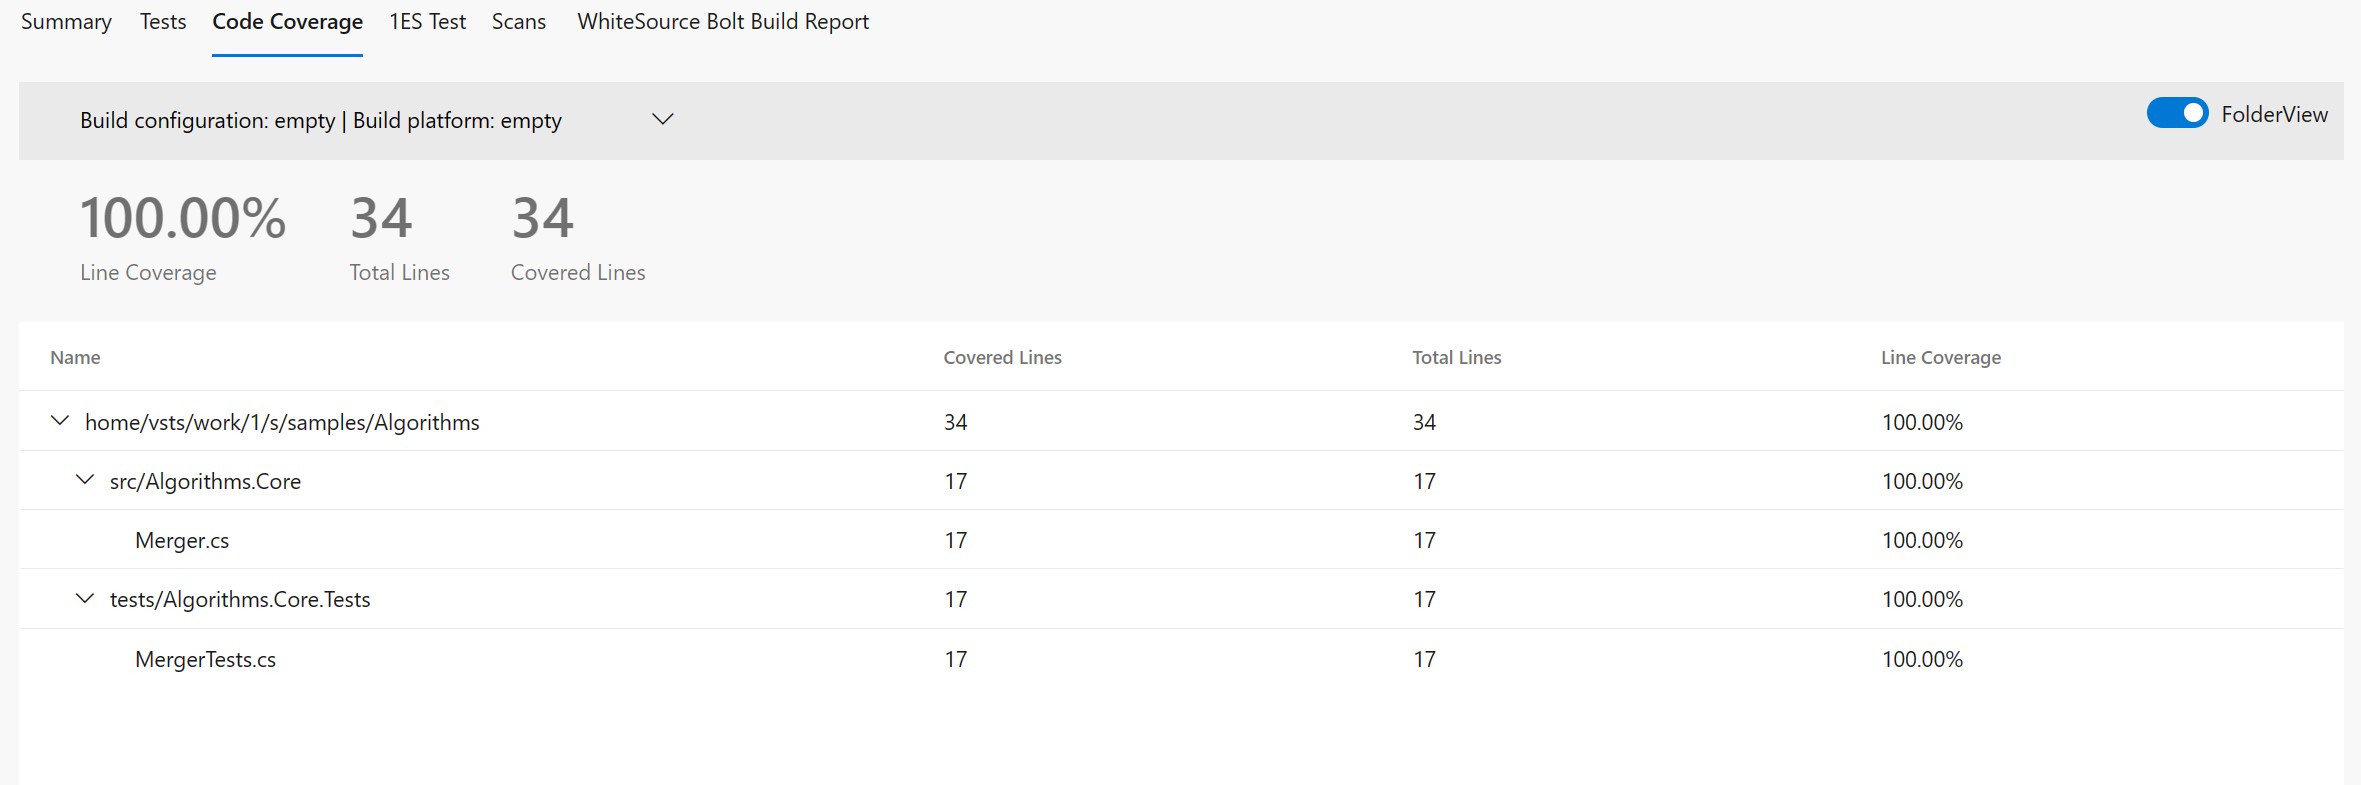 Summary Tests Code Coverage 1ES Test Scans WhiteSource Bolt Build Report
Build configuration: empty | Build platform: empty FolderView
100.00% 34 34
Line Coverage Total Lines Covered Lines
Name Covered Lines Total Lines Line Coverage
home/vsts/work/1/s/samples/Algorithms 34 34 100.00%
src/Algorithms.Core 17 17 100.00%
Merger.cs 17 17 100.00%
tests/Algorithms.Core.Tests 17 17 100.00%
MergerTests.cs 17 17 100.00%